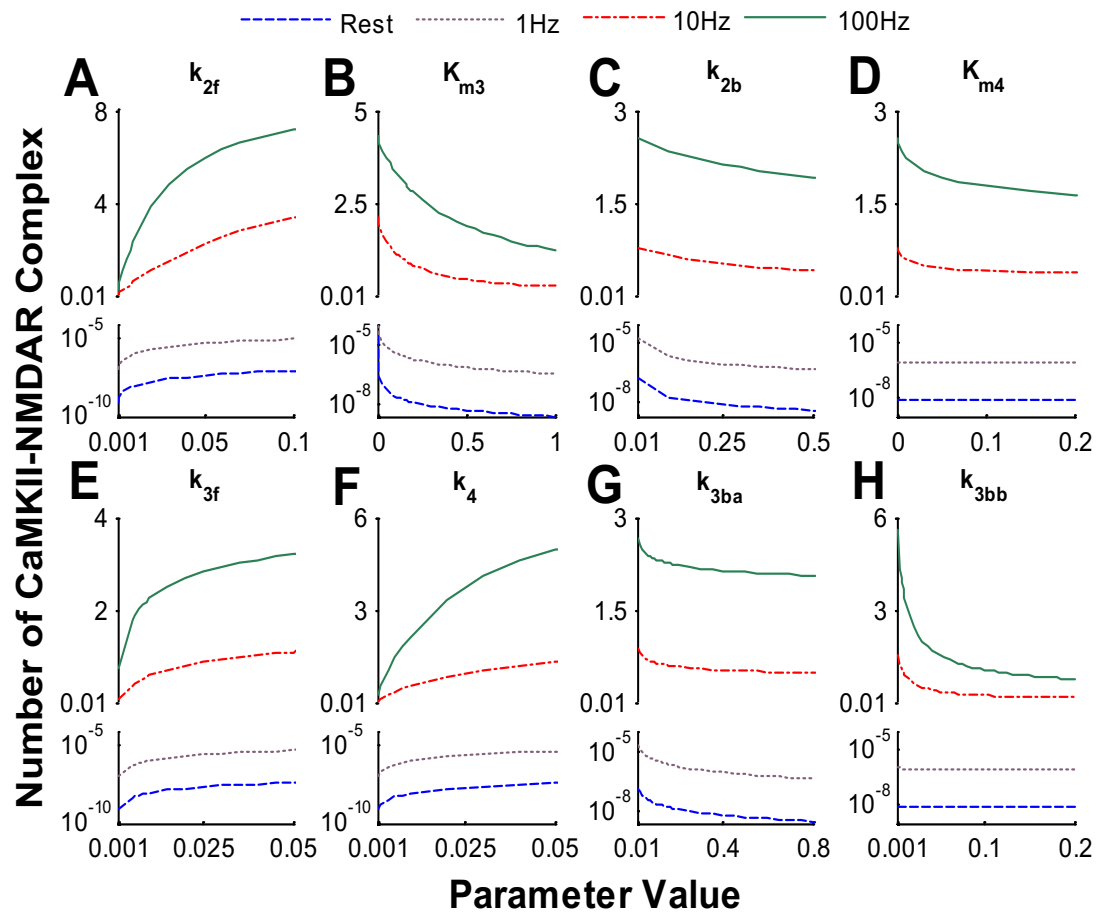 Rest 1Hz 10Hz 100Hz
Number of CaMKII-NMDAR Complex
A k2f
8
4
0.01
10-5
10-10
0.001 0.05 0.1
B Km3
5
2.5
0.01
10-5
10-8
0 0.5 1
C k2b
3
1.5
0.01
10-5
10-8
0.01 0.25 0.5
D Km4
3
1.5
0.01
10-5
10-8
0 0.1 0.2
E k3f
4
2
0.01
10-5
10-10
0.001 0.025 0.05
F k4
6
3
0.01
10-5
10-10
0.001 0.025 0.05
G k3ba
3
1.5
0.01
10-5
10-8
0.01 0.4 0.8
H k3bb
6
3
0.01
10-5
10-8
0.001 0.1 0.2
Parameter Value